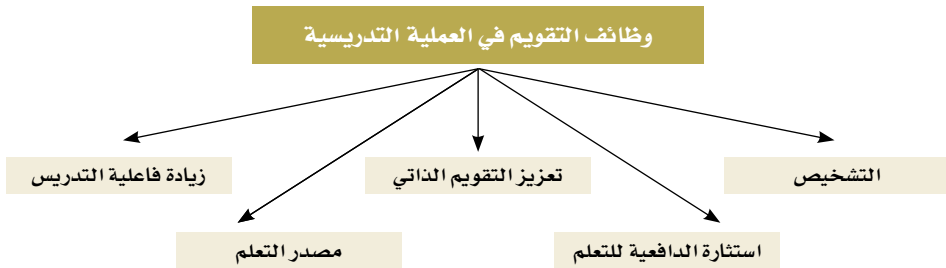 وظائف التقويم في العملية التدريسية
التشخيص
استثارة الدافعية للتعلم
تعزيز التقويم الذاتي
مصدر التعلم
زيادة فاعلية التدريس